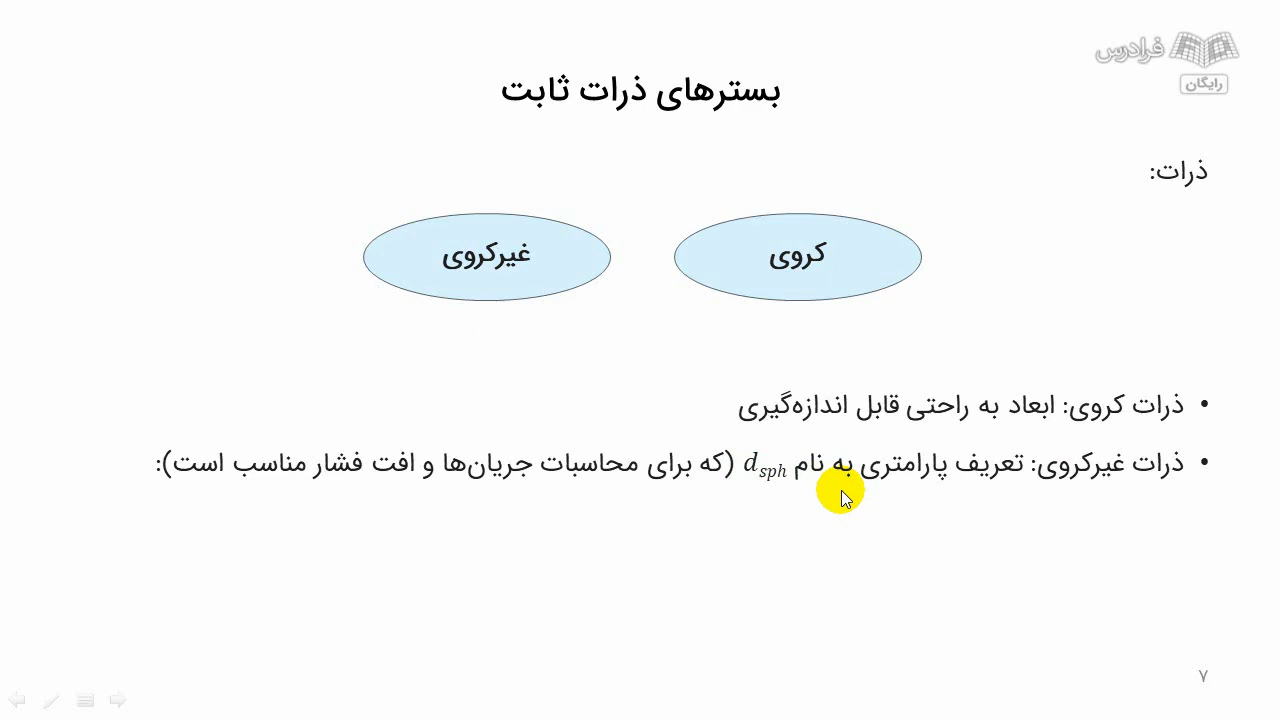 فرادرس
رایگان
بسترهای ذرات ثابت
ذرات:
کروی
غیرکروی
• ذرات کروی: ابعاد به راحتی قابل اندازه‌گیری
• ذرات غیرکروی: تعریف پارامتری به نام d_sph (که برای محاسبات جریان‌ها و افت فشار مناسب است):
۷